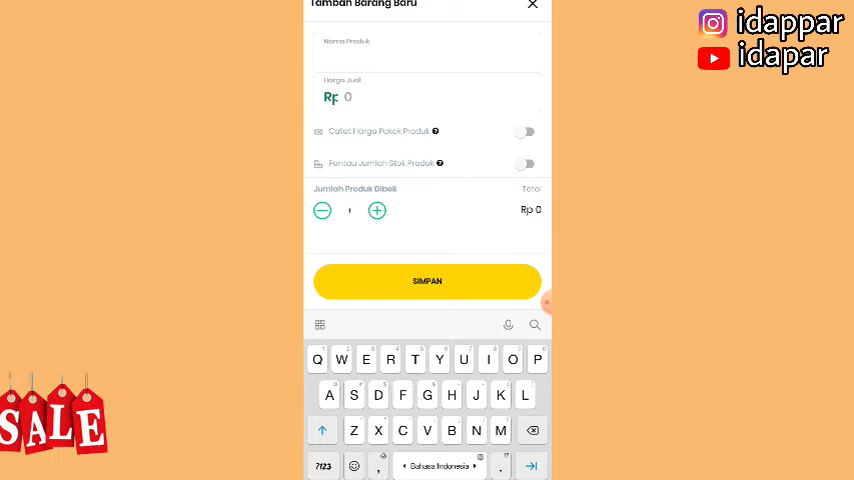 Tambah Barang Baru
idappar
idapar
Nama Produk
Harga Jual
Rp 0
Catat Harga Pokok Produk
Pantau Jumlah Stok Produk
Jumlah Produk Dibeli
Total
1
Rp 0
SIMPAN
Q W E R T Y U I O P
A S D F G H J K L
Z X C V B N M
?123 , Bahasa Indonesia .
SALE